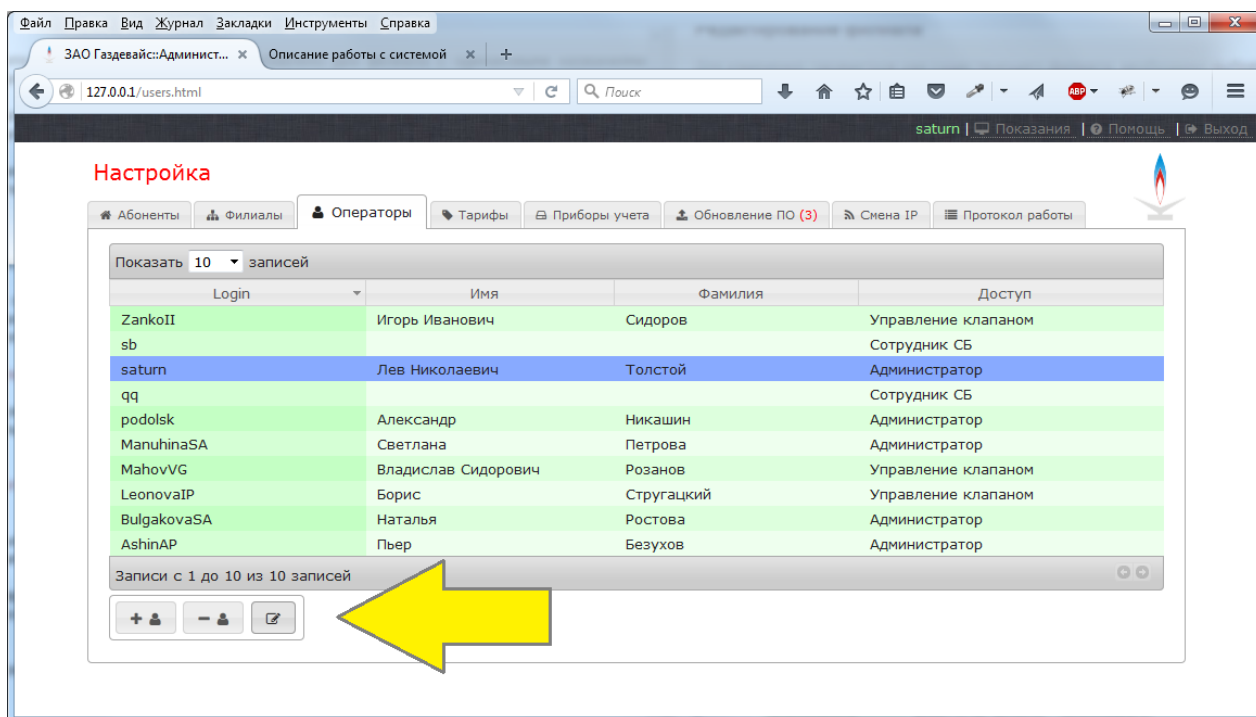 Файл Правка Вид Журнал Закладки Инструменты Справка
ЗАО Газдевайс::Админист... Описание работы с системой
127.0.0.1/users.html Поиск ABP
saturn | Показания | Помощь | Выход
Настройка
Абоненты Филиалы Операторы Тарифы Приборы учета Обновление ПО (3) Смена IP Протокол работы
Показать 10 записей
Login Имя Фамилия Доступ
ZankoII Игорь Иванович Сидоров Управление клапаном
sb Сотрудник СБ
saturn Лев Николаевич Толстой Администратор
qq Сотрудник СБ
podolsk Александр Никашин Администратор
ManuhinaSA Светлана Петрова Администратор
MahovVG Владислав Сидорович Розанов Управление клапаном
LeonovaIP Борис Стругацкий Управление клапаном
BulgakovaSA Наталья Ростова Администратор
AshinAP Пьер Безухов Администратор
Записи с 1 до 10 из 10 записей